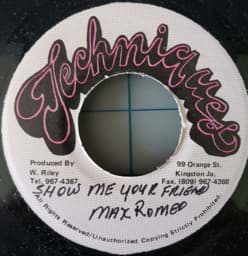 Techniques
Produced By 99 Orange St.
W. Riley Kingston Ja.
Tel. 967-4367 Fax. (809) 967-4368
SHOW ME YOUR FRIEND
MAX ROMEO
All Rights Reserved/Unauthorized Copying Strictly Prohibited.